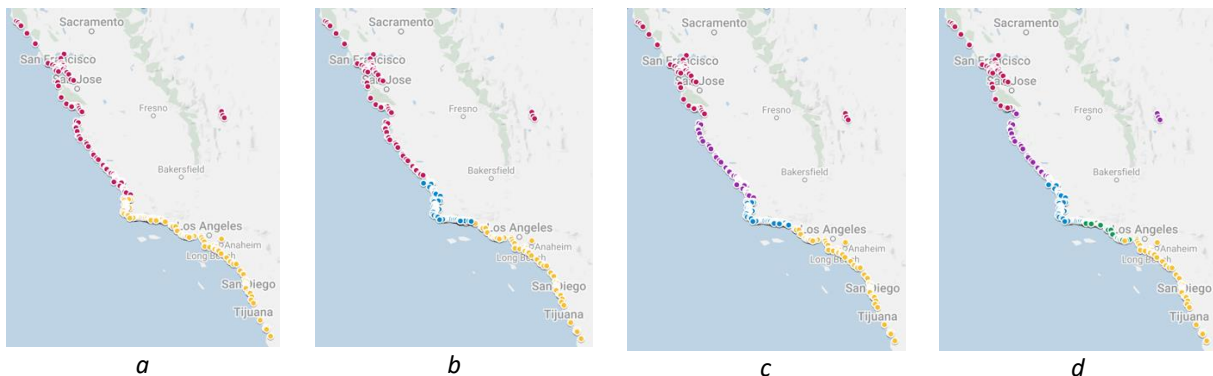 Sacramento
San Francisco
San Jose
Fresno
Bakersfield
Los Angeles
Anaheim
Long Beach
San Diego
Tijuana
a
Sacramento
San Francisco
San Jose
Fresno
Bakersfield
Los Angeles
Anaheim
Long Beach
San Diego
Tijuana
b
Sacramento
San Francisco
San Jose
Fresno
Bakersfield
Los Angeles
Anaheim
Long Beach
San Diego
Tijuana
c
Sacramento
San Francisco
San Jose
Fresno
Bakersfield
Los Angeles
Anaheim
Long Beach
San Diego
Tijuana
d